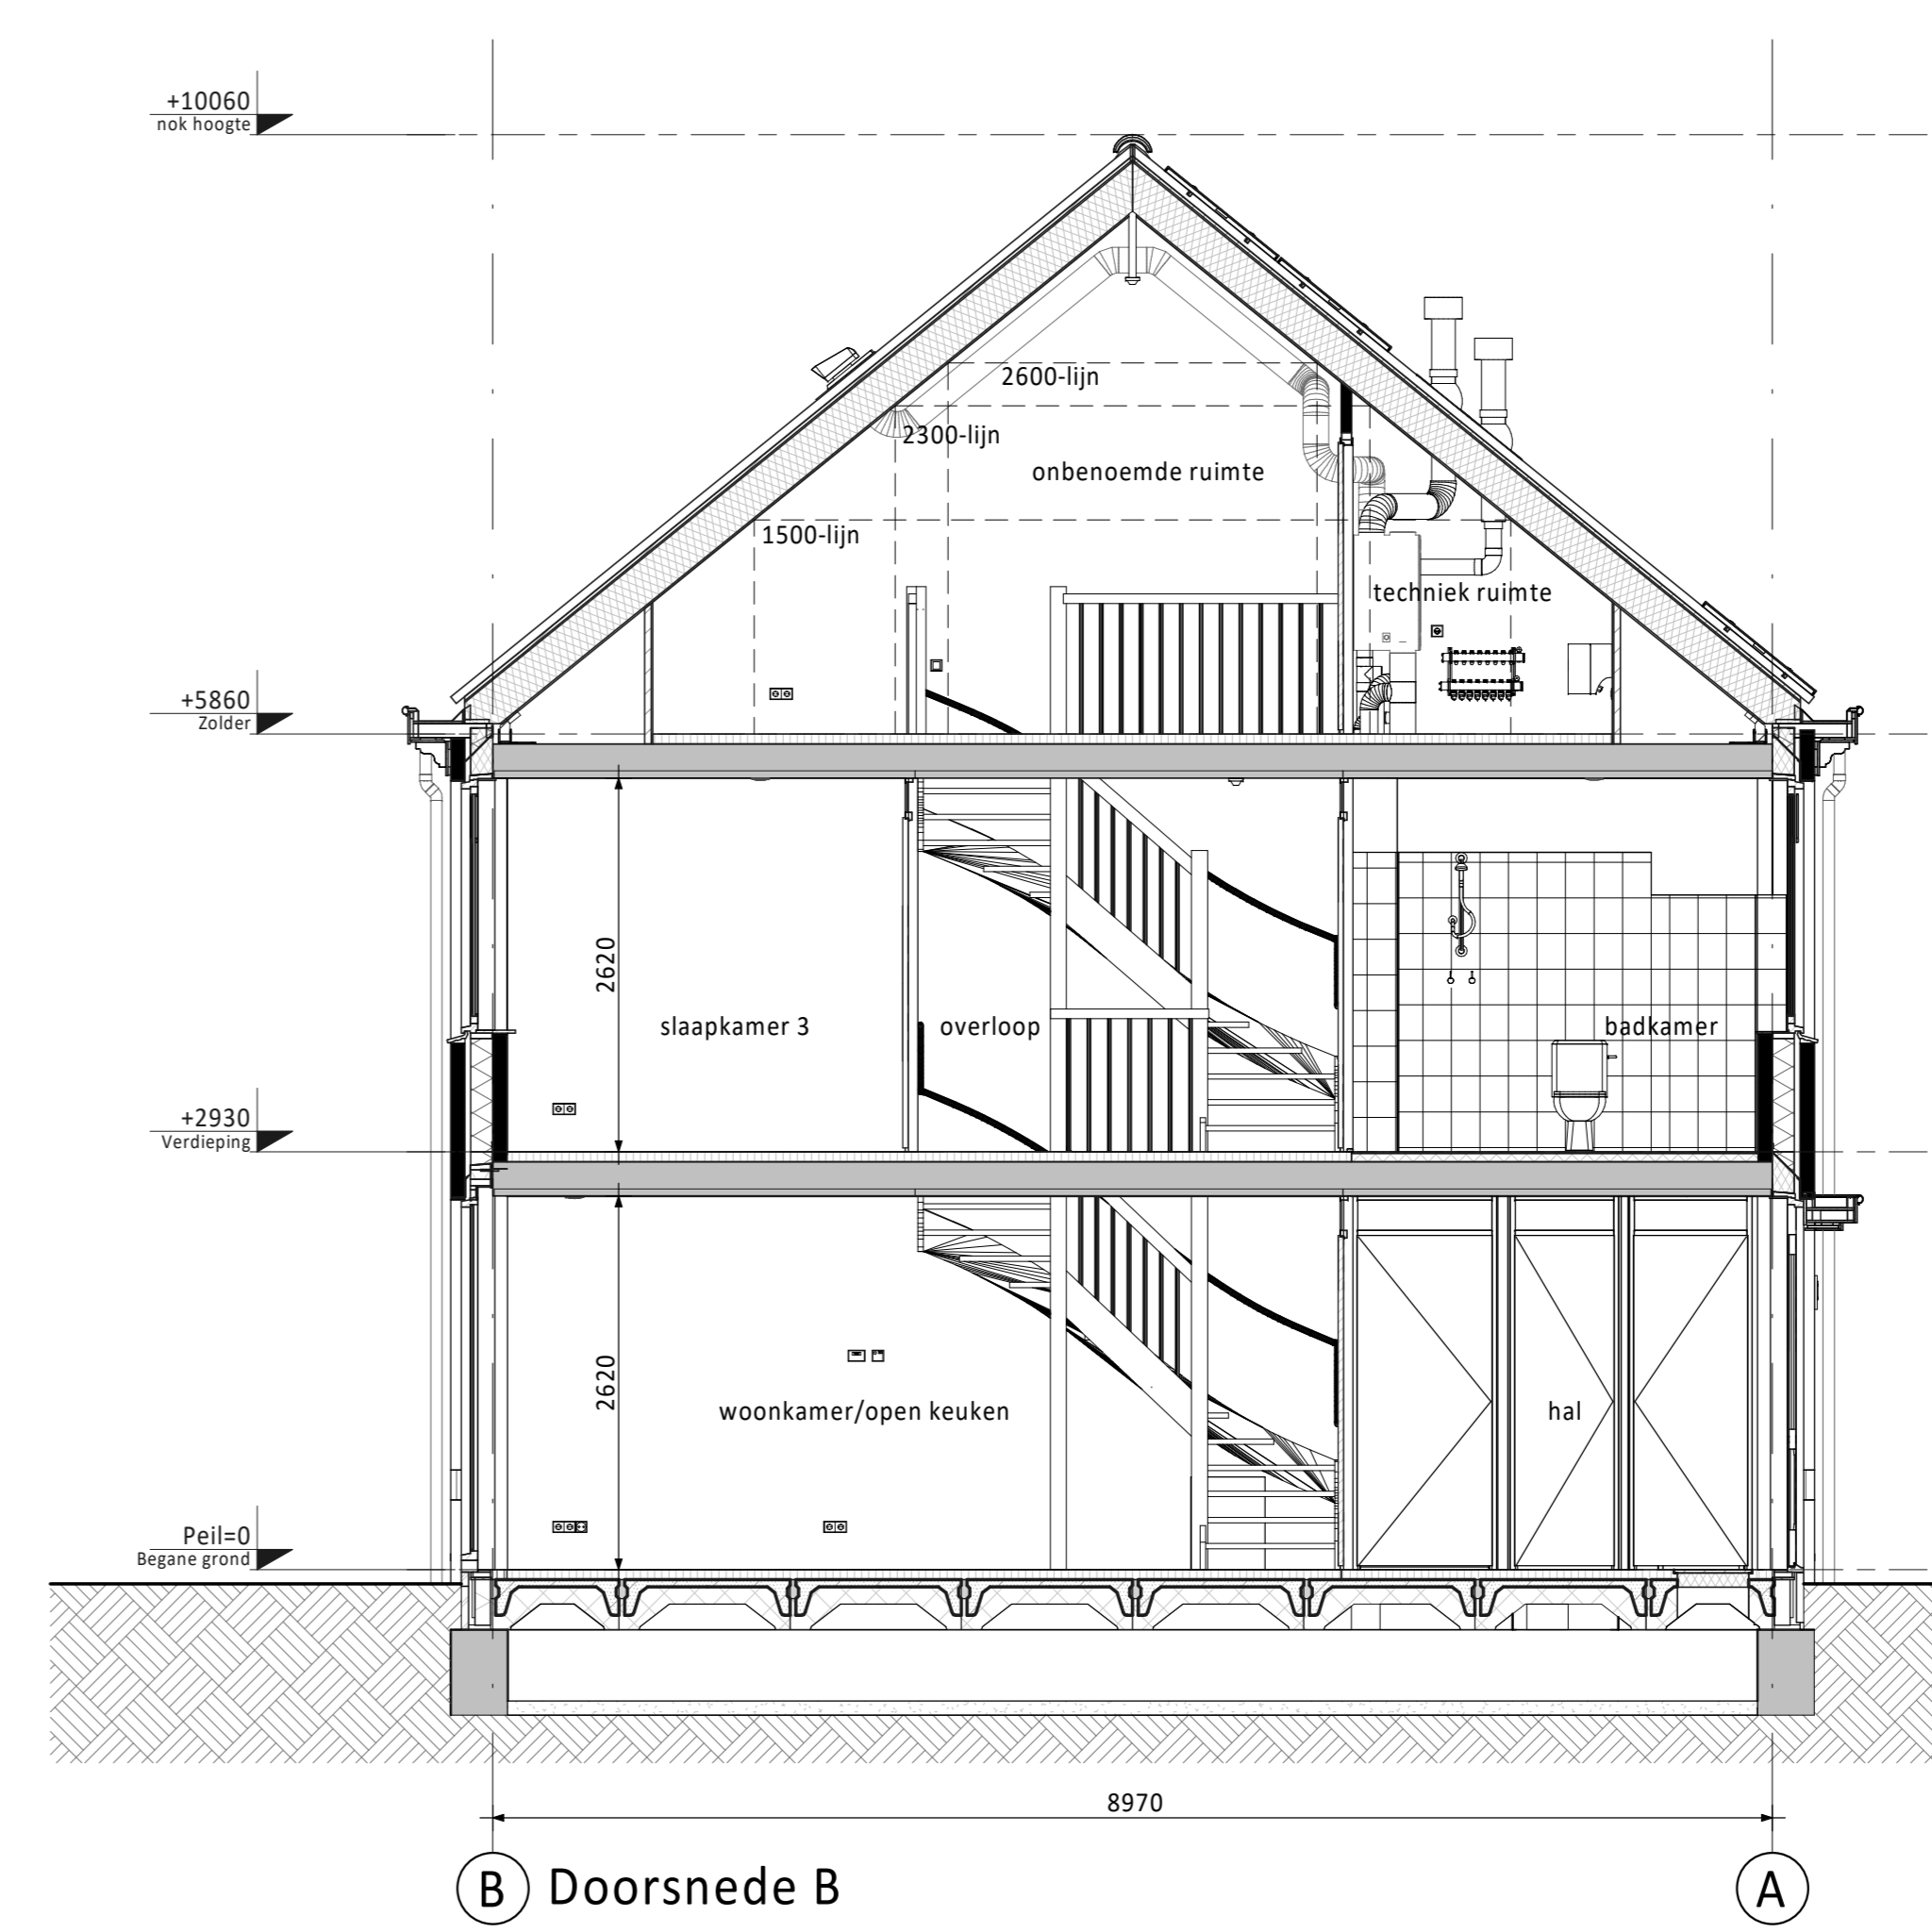 +10060
nok hoogte
2600-lijn
2300-lijn
onbenoemde ruimte
1500-lijn
techniek ruimte
+5860
Zolder
2620
slaapkamer 3
overloop
badkamer
+2930
Verdieping
2620
woonkamer/open keuken
hal
Peil=0
Begane grond
8970
B
Doorsnede B
A